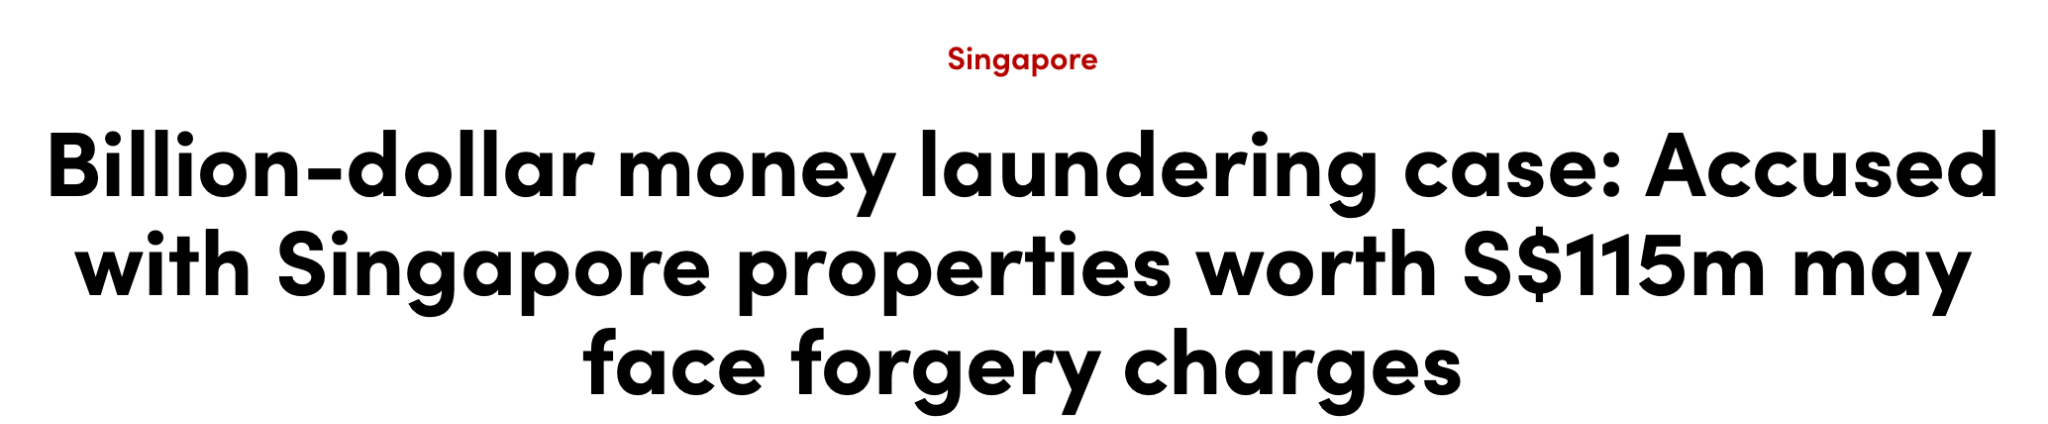 Singapore
Billion-dollar money laundering case: Accused
with Singapore properties worth S$115m may
face forgery charges